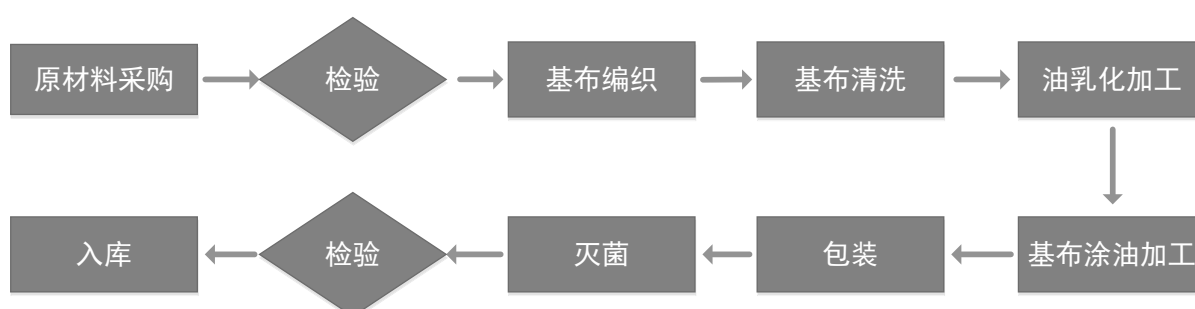 原材料采购
检验
基布编织
基布清洗
油乳化加工
基布涂油加工
包装
灭菌
检验
入库